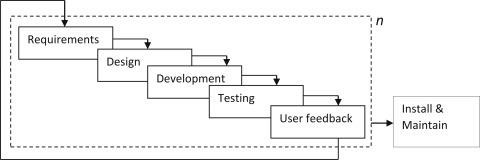 n
Requirements
Design
Development
Testing
User feedback
Install &
Maintain